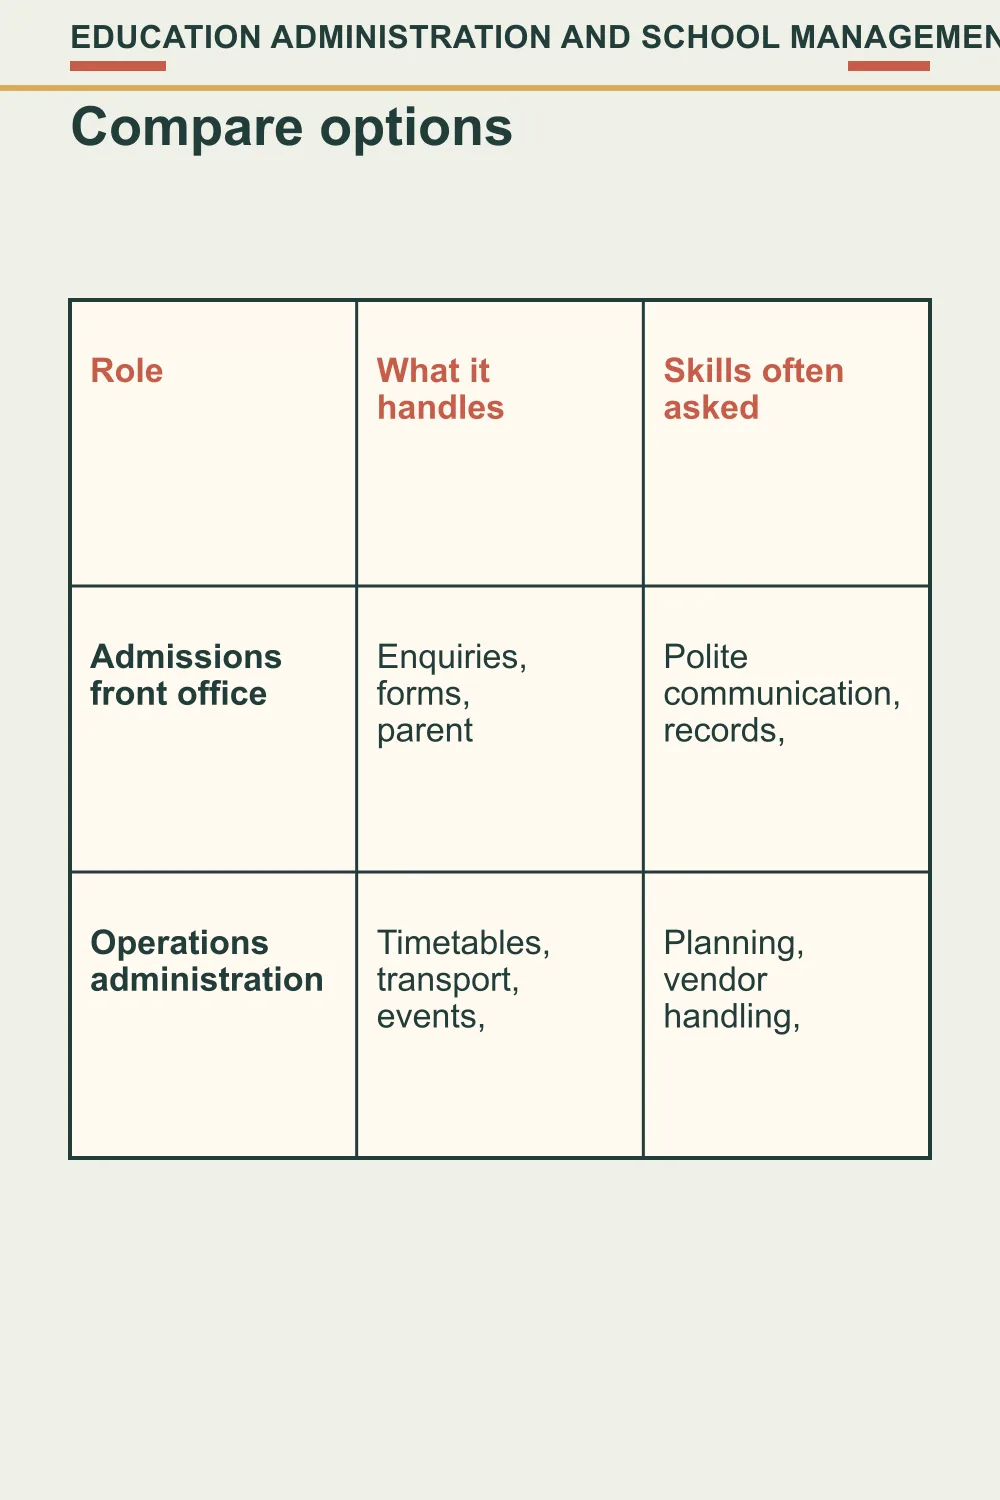 EDUCATION ADMINISTRATION AND SCHOOL MANAGEMEN
Compare options
Role
What it
handles
Skills often
asked
Admissions
front office
Enquiries,
forms,
parent
Polite
communication,
records,
Operations
administration
Timetables,
transport,
events,
Planning,
vendor
handling,